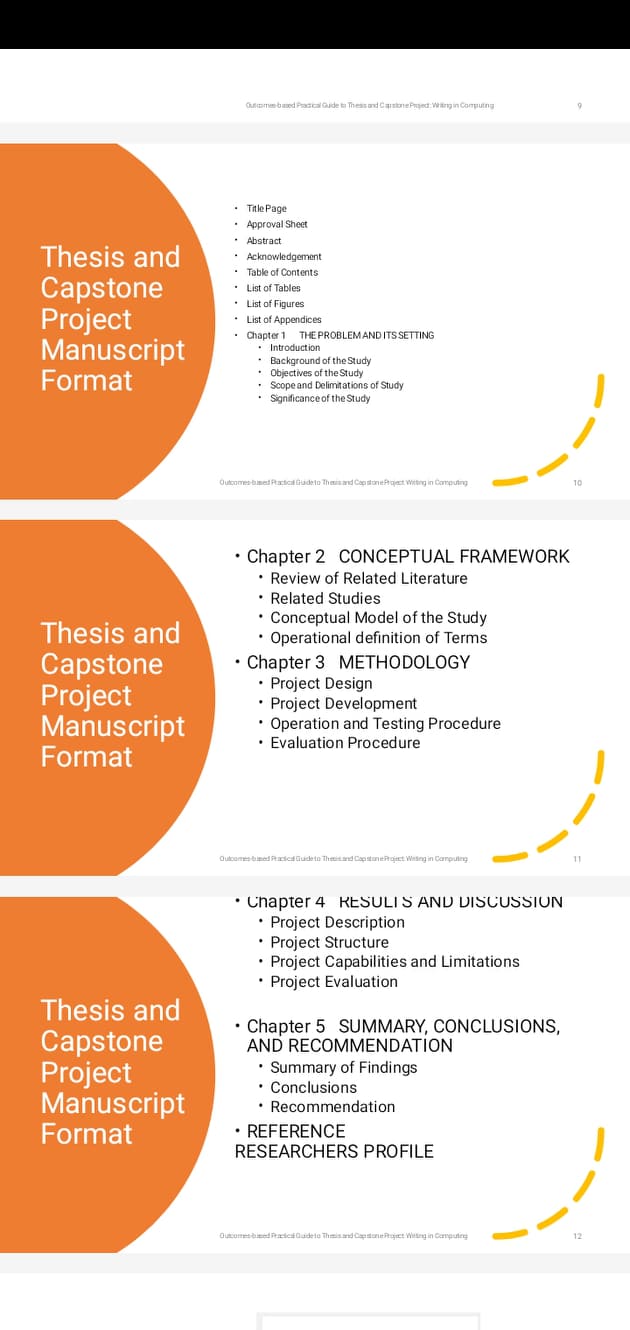 Outcomes-based Practical Guide to Thesis and Capstone Project Writing in Computing
9
Thesis and
Capstone
Project
Manuscript
Format
• Title Page
• Approval Sheet
• Abstract
• Acknowledgement
• Table of Contents
• List of Tables
• List of Figures
• List of Appendices
• Chapter 1 THE PROBLEM AND ITS SETTING
• Introduction
• Background of the Study
• Objectives of the Study
• Scope and Delimitations of Study
• Significance of the Study
Outcomes-based Practical Guide to Thesis and Capstone Project Writing in Computing
10
Thesis and
Capstone
Project
Manuscript
Format
• Chapter 2 CONCEPTUAL FRAMEWORK
• Review of Related Literature
• Related Studies
• Conceptual Model of the Study
• Operational definition of Terms
• Chapter 3 METHODOLOGY
• Project Design
• Project Development
• Operation and Testing Procedure
• Evaluation Procedure
Outcomes-based Practical Guide to Thesis and Capstone Project Writing in Computing
11
Thesis and
Capstone
Project
Manuscript
Format
• Chapter 4 RESULTS AND DISCUSSION
• Project Description
• Project Structure
• Project Capabilities and Limitations
• Project Evaluation
• Chapter 5 SUMMARY, CONCLUSIONS,
AND RECOMMENDATION
• Summary of Findings
• Conclusions
• Recommendation
• REFERENCE
RESEARCHERS PROFILE
Outcomes-based Practical Guide to Thesis and Capstone Project Writing in Computing
12